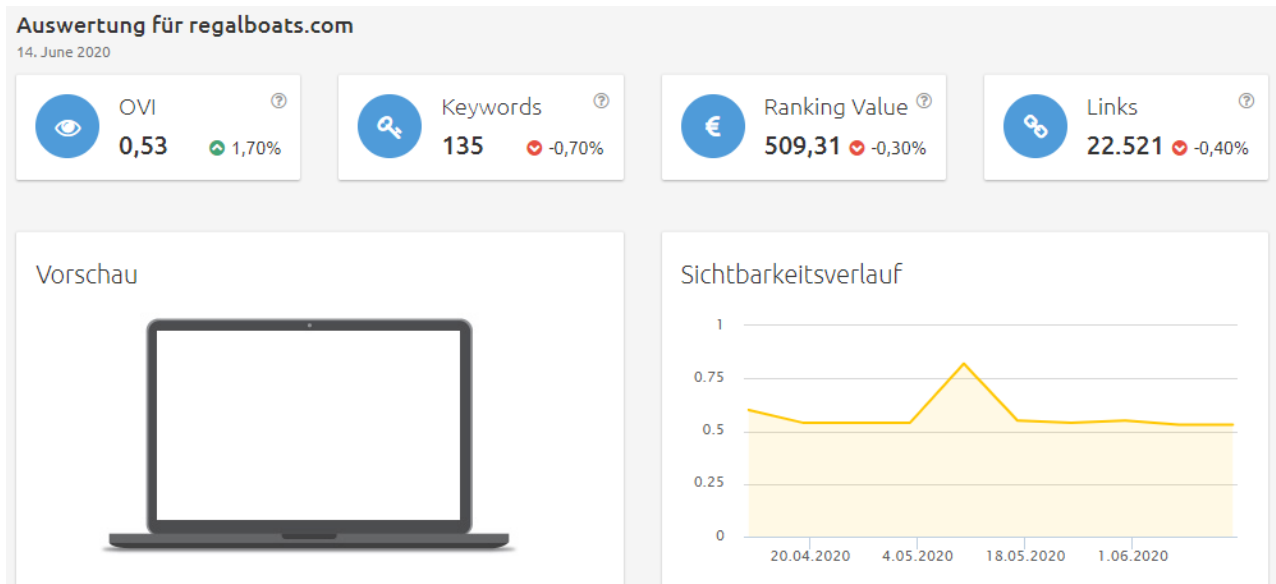 Auswertung für regalboats.com
14. June 2020
OVI
0,53 1,70%
Keywords
135 -0,70%
Ranking Value
€
509,31 -0,30%
Links
22.521 -0,40%
Vorschau
Sichtbarkeitsverlauf
1
0.75
0.5
0.25
0
20.04.2020 4.05.2020 18.05.2020 1.06.2020